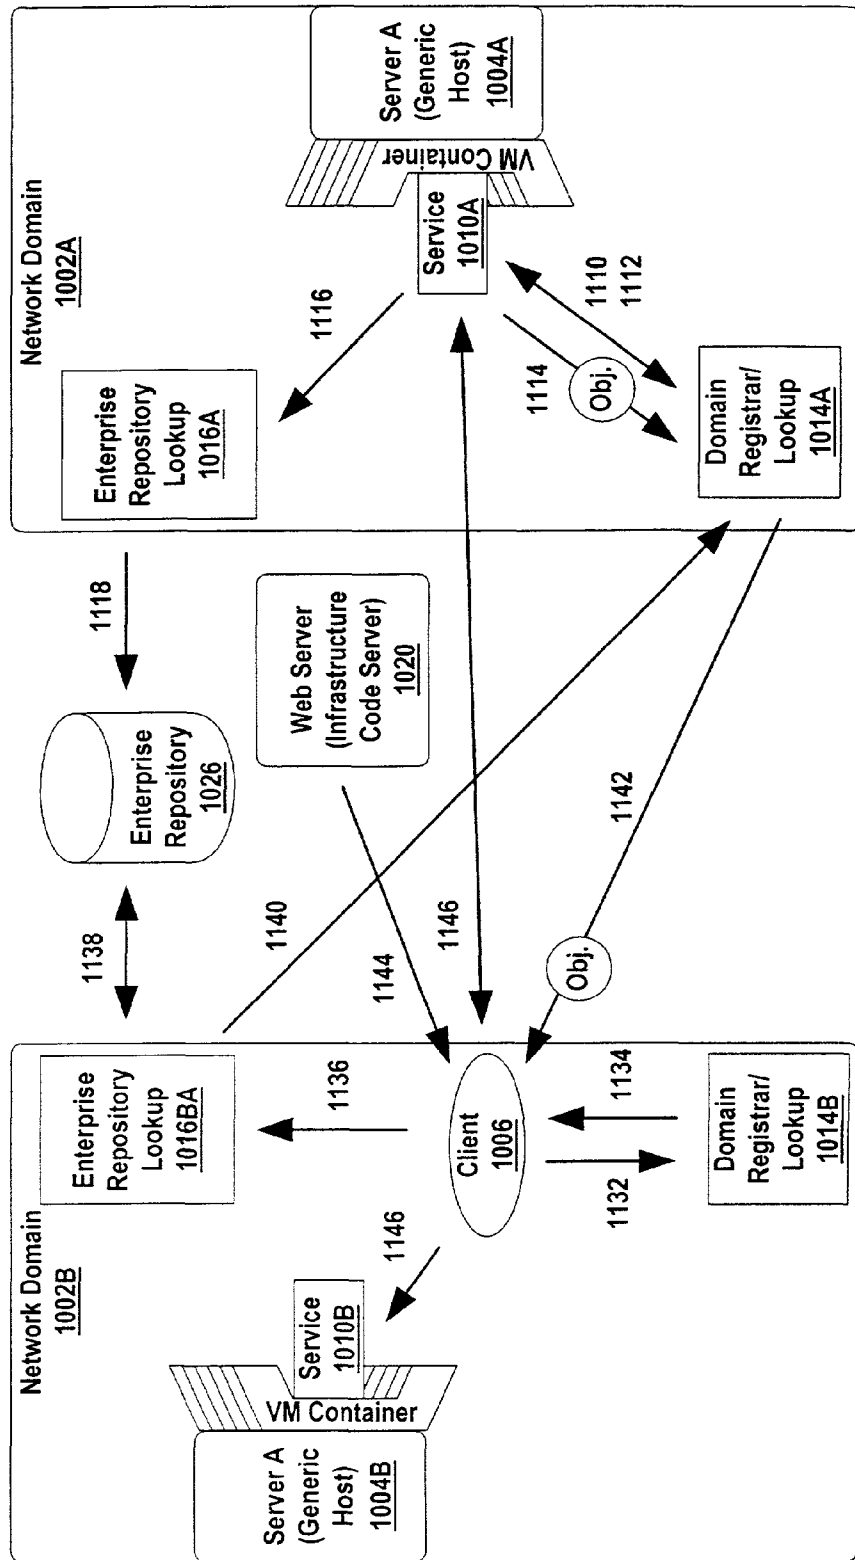 Network Domain
1002B
Server A
(Generic
Host)
1004B
VM Container
Service
1010B
1146
Enterprise
Repository
Lookup
1016BA
1136
Client
1006
1132
1134
Domain
Registrar/
Lookup
1014B
1138
Enterprise
Repository
1026
1118
1140
1144
Web Server
(Infrastructure
Code Server)
1020
1146
1142
Obj.
Network Domain
1002A
Enterprise
Repository
Lookup
1016A
1116
Service
1010A
VM Container
Server A
(Generic
Host)
1004A
1114
Obj.
1110
1112
Domain
Registrar/
Lookup
1014A